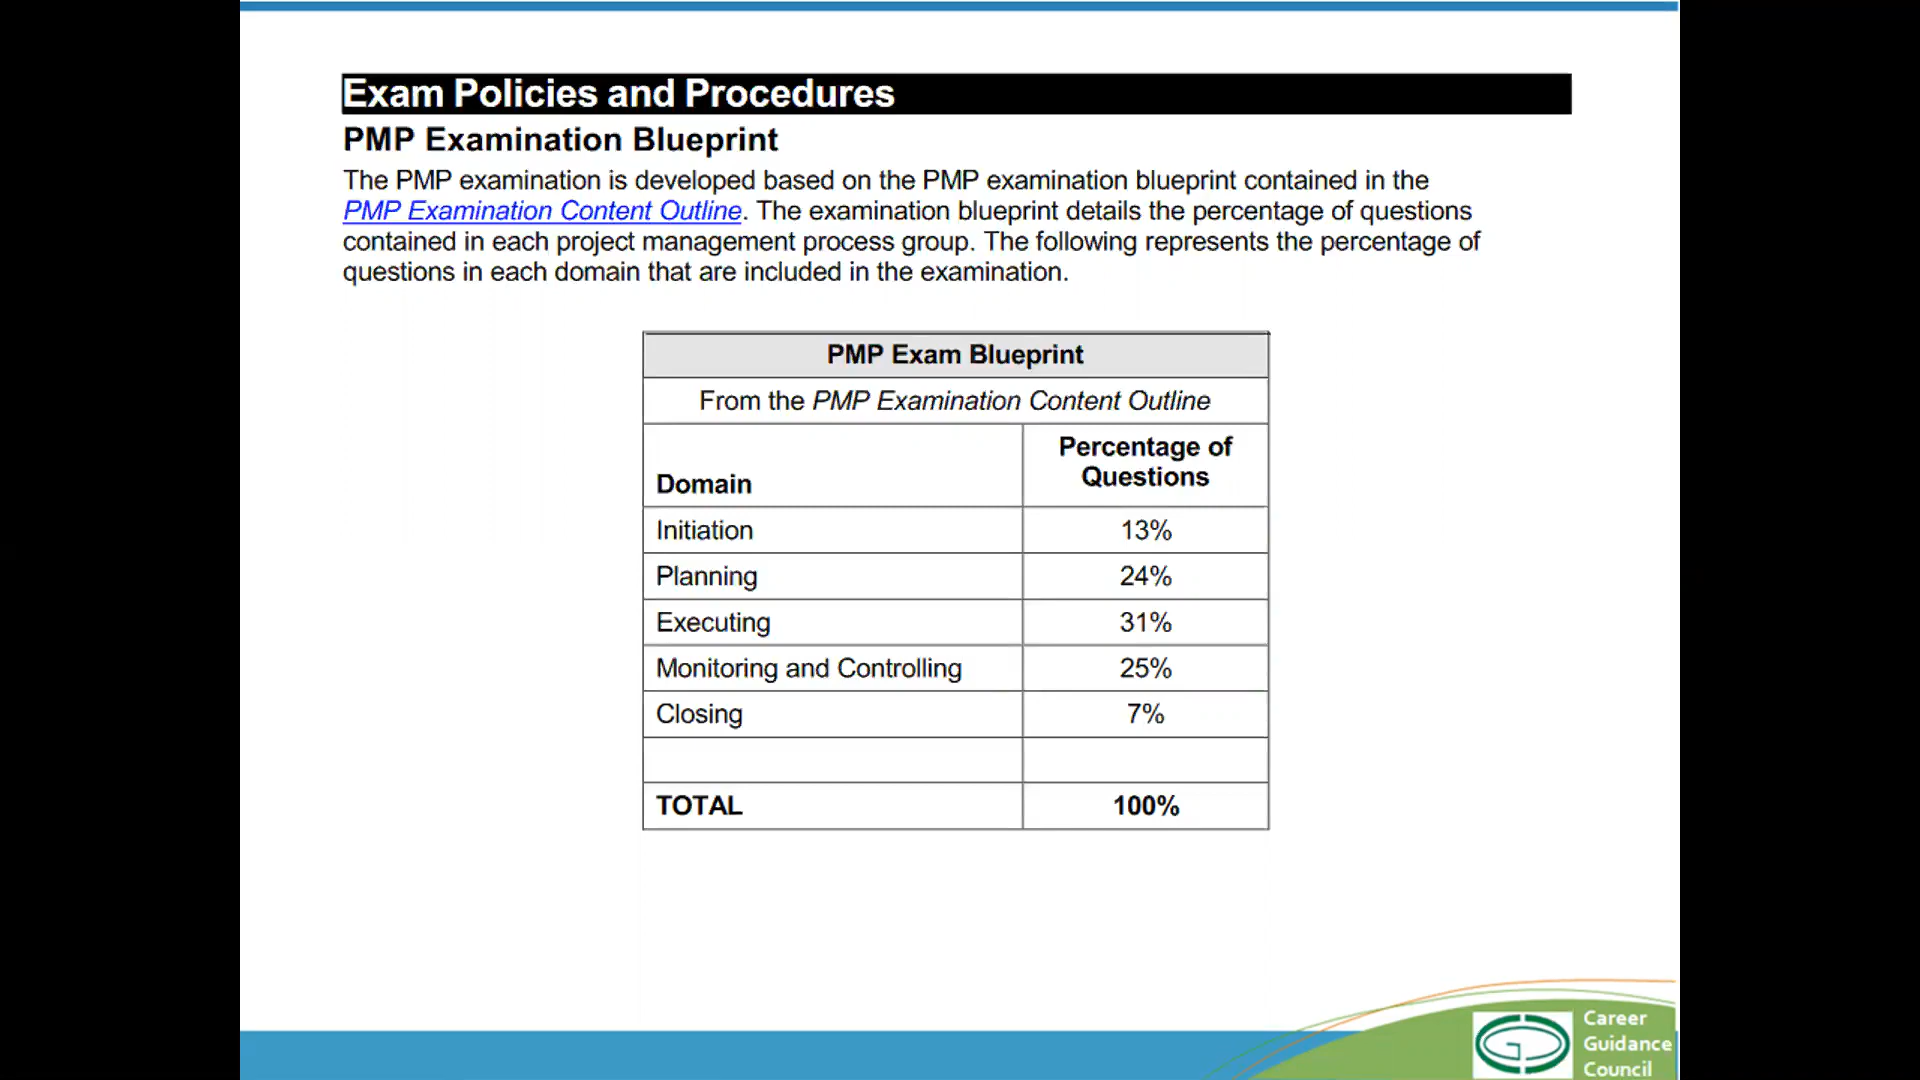 Exam Policies and Procedures
PMP Examination Blueprint
The PMP examination is developed based on the PMP examination blueprint contained in the
PMP Examination Content Outline. The examination blueprint details the percentage of questions
contained in each project management process group. The following represents the percentage of
questions in each domain that are included in the examination.
PMP Exam Blueprint
From the PMP Examination Content Outline
Domain Percentage of
Questions
Initiation 13%
Planning 24%
Executing 31%
Monitoring and Controlling 25%
Closing 7%
TOTAL 100%
Career
Guidance
Council